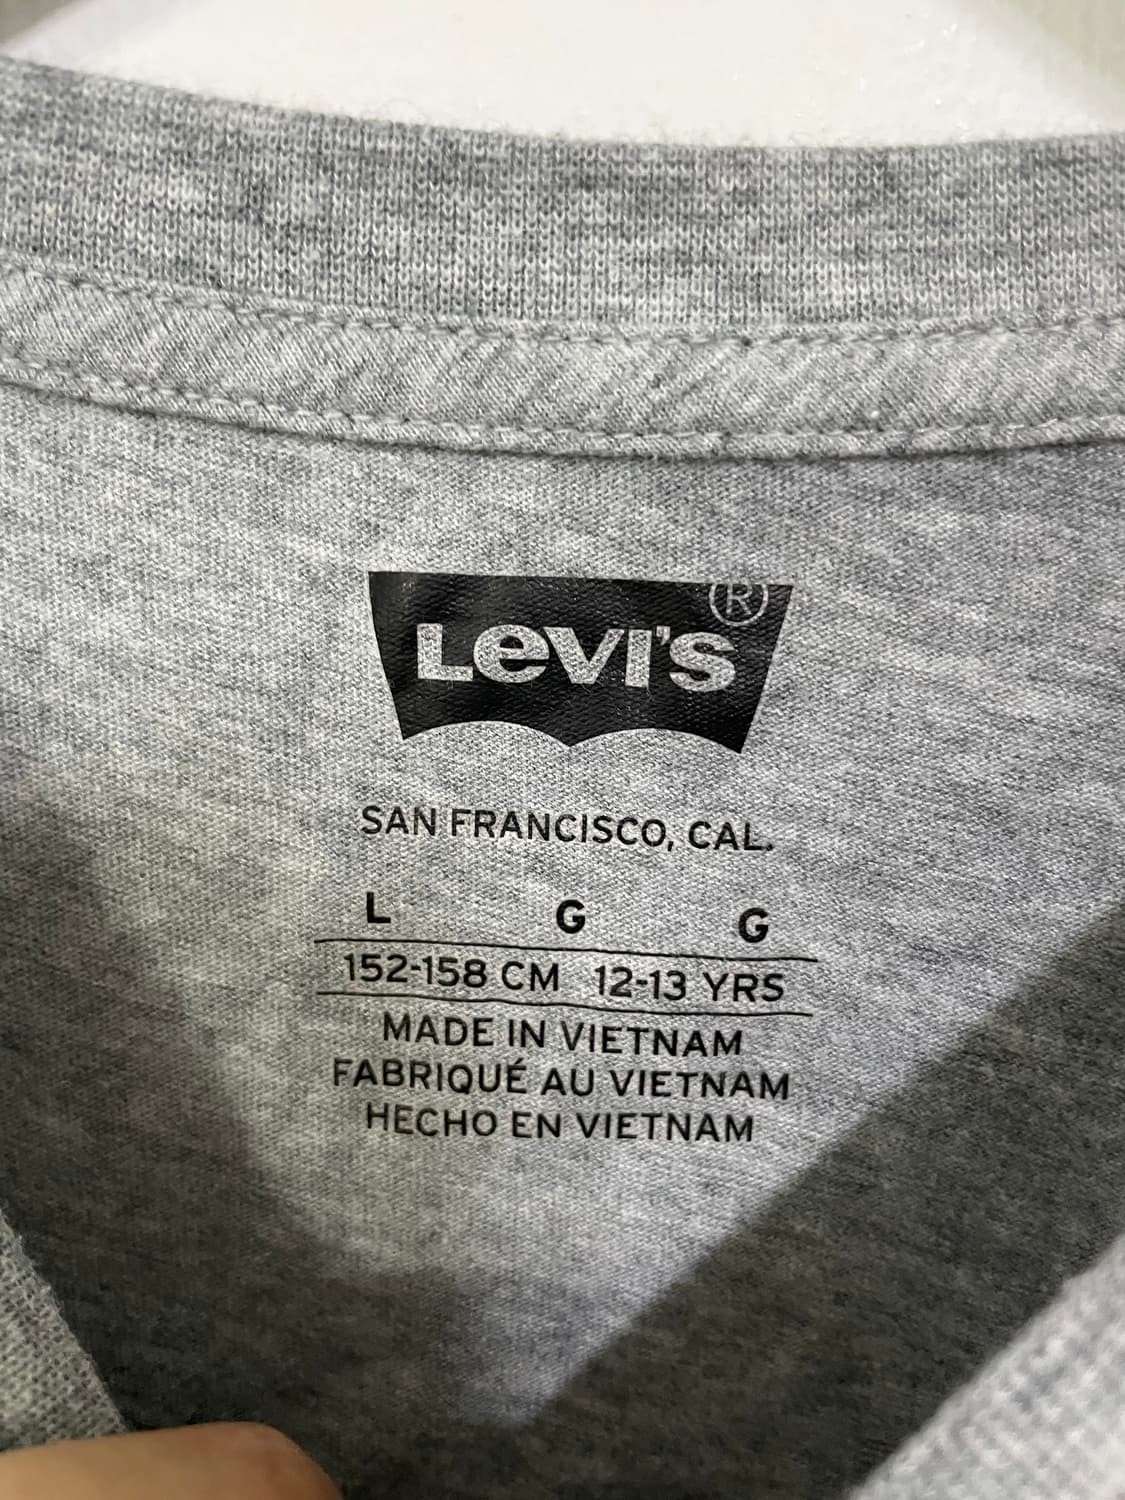 Levi's ®
SAN FRANCISCO, CAL.
L G G
152-158 CM 12-13 YRS
MADE IN VIETNAM
FABRIQUÉ AU VIETNAM
HECHO EN VIETNAM